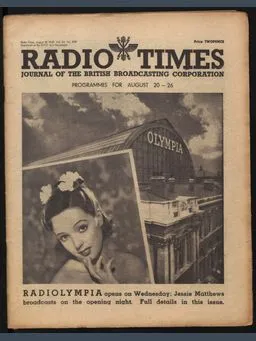 Price TWOPENCE
RADIO TIMES
JOURNAL OF THE BRITISH BROADCASTING CORPORATION
PROGRAMMES FOR AUGUST 20 – 26
OLYMPIA
RADIOLYMPIA opens on Wednesday; Jessie Matthews
broadcasts on the opening night. Full details in this issue.